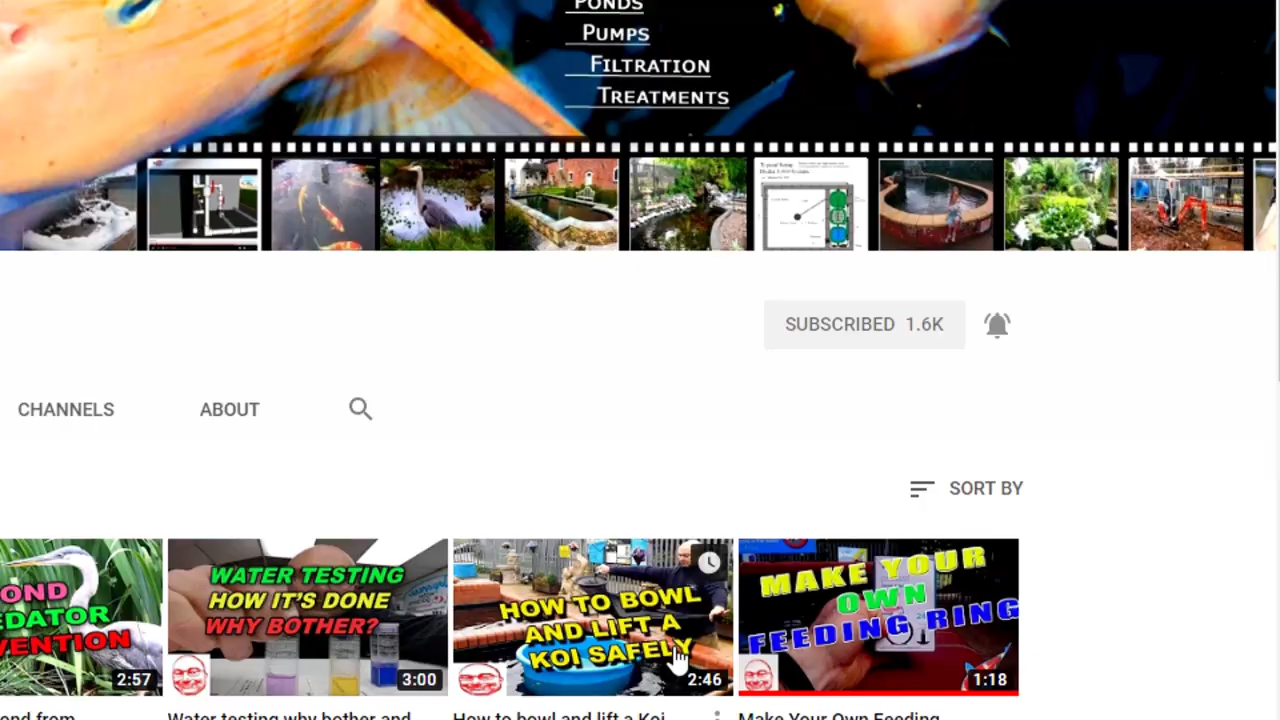 PONDS
PUMPS
FILTRATION
TREATMENTS
SUBSCRIBED 1.6K
CHANNELS
ABOUT
SORT BY
OND
EDATOR
VENTION
2:57
WATER TESTING
HOW IT'S DONE
WHY BOTHER?
3:00
HOW TO BOWL
AND LIFT A
KOI SAFELY
2:46
MAKE YOUR
OWN
FEEDING RING
1:18
ond from
Water testing why bother and
How to bowl and lift a Koi
Make Your Own Feeding